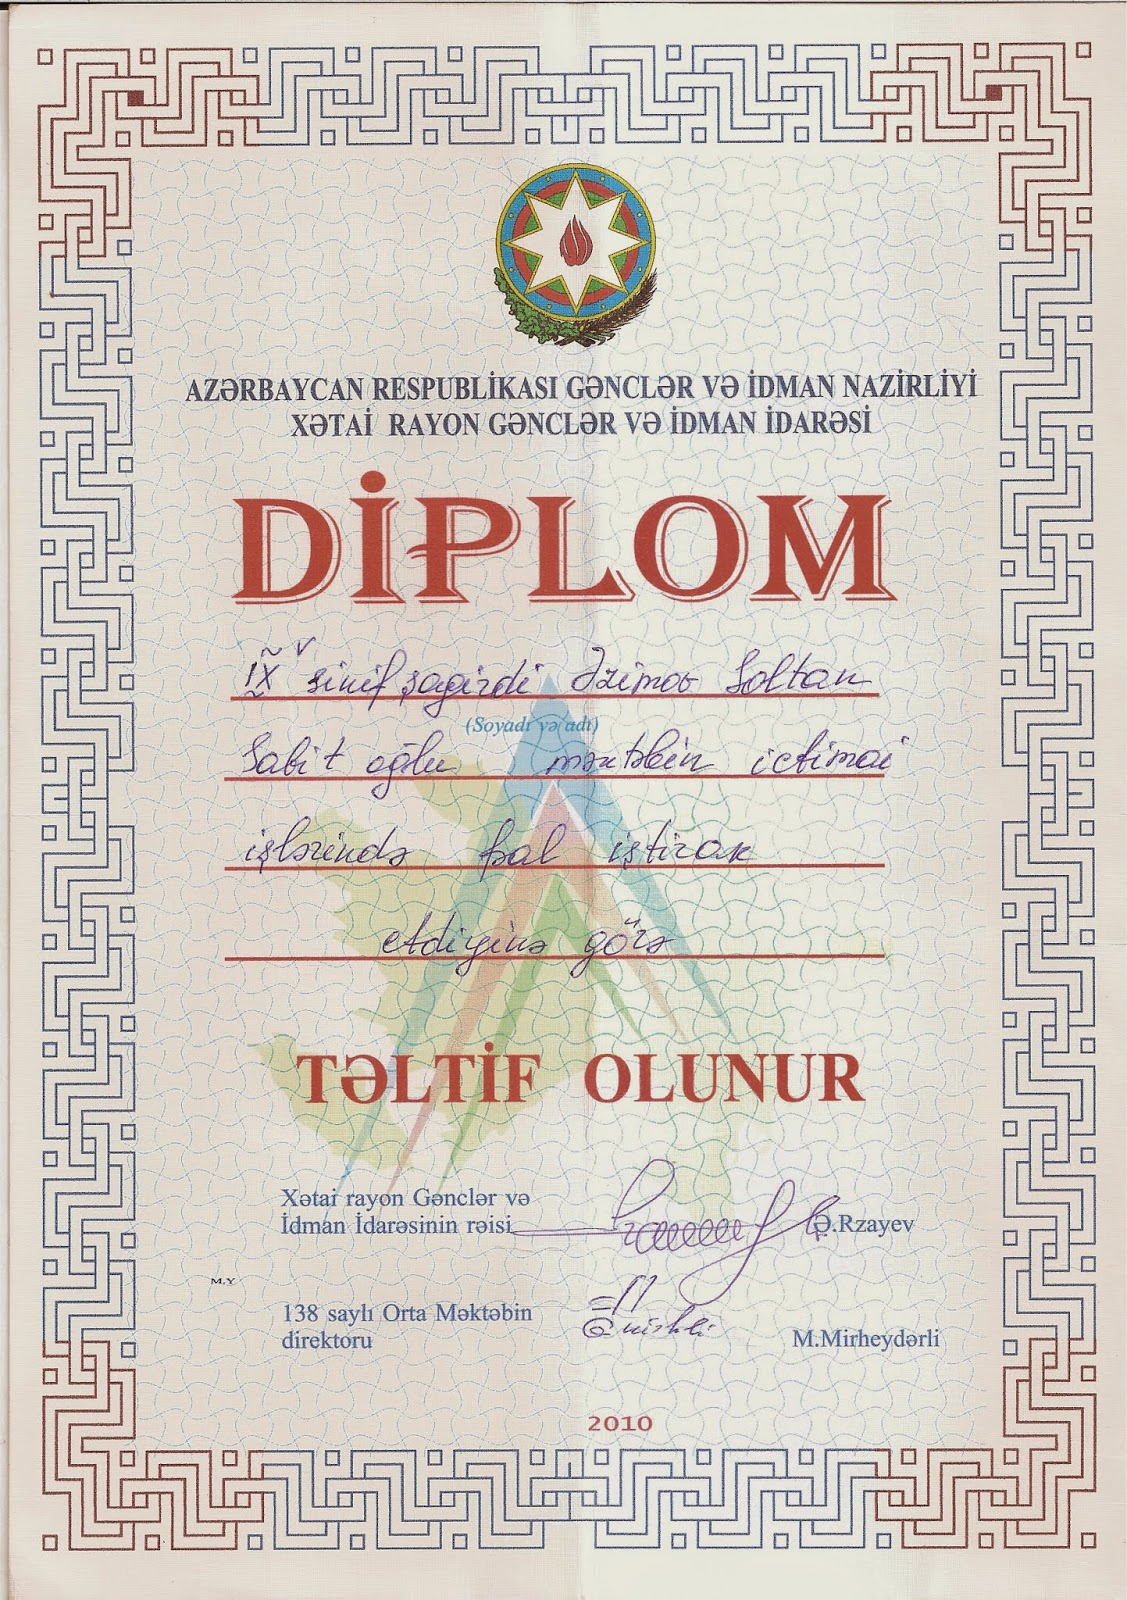 AZƏRBAYCAN RESPUBLİKASI GƏNCLƏR VƏ İDMAN NAZİRLİYİ
XƏTAİ RAYON GƏNCLƏR VƏ İDMAN İDARƏSİ
DİPLOM
IX sinif şagirdi Əzimov Soltan
(Soyadı və adı)
Sabit oğlu məktəbin ictimai
işlərində fəal iştirak
etdiyinə görə
TƏLTİF OLUNUR
Xətai rayon Gənclər və
İdman İdarəsinin rəisi Ə.Rzayev
M.Y
138 saylı Orta Məktəbin
direktoru M.Mirheydərli
2010